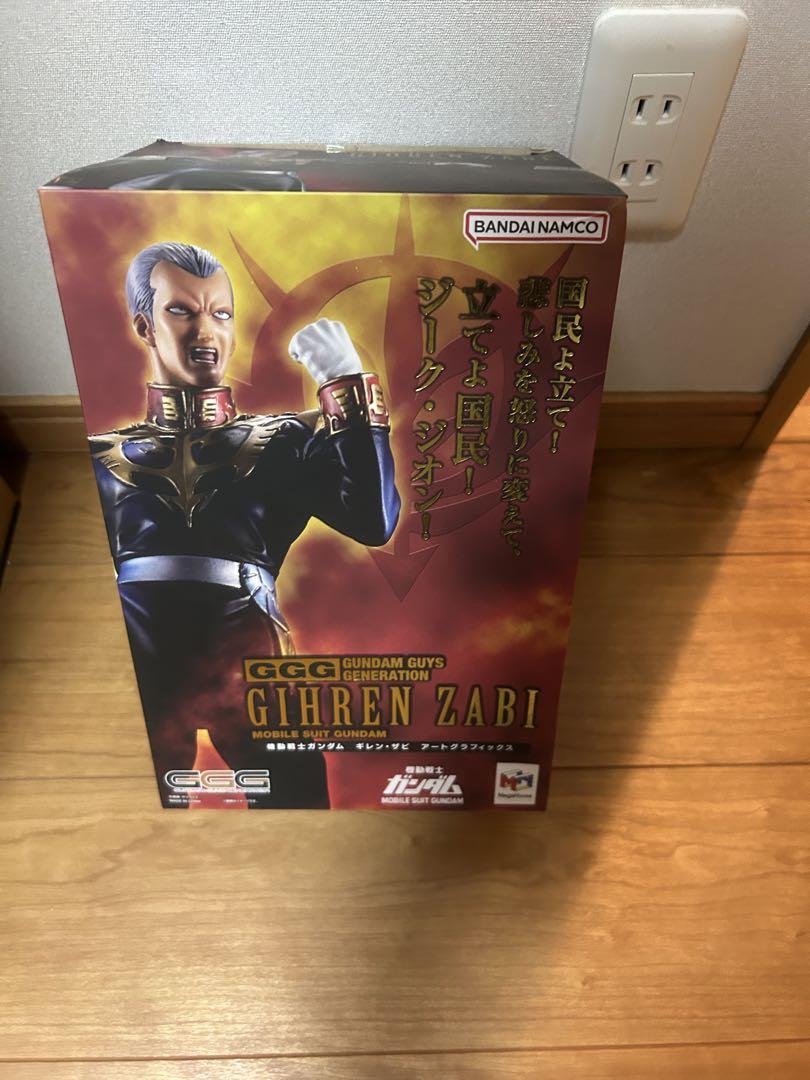 GIHREN ZABI
BANDAI NAMCO
国民よ立て!
悲しみを怒りに変えて、
立てよ国民!
ジーク・ジオン!
GGG GUNDAM GUYS GENERATION
GIHREN ZABI
MOBILE SUIT GUNDAM
機動戦士ガンダム ギレン・ザビ アートグラフィックス
GGG
機動戦士
ガンダム
MOBILE SUIT GUNDAM
MegaHouse